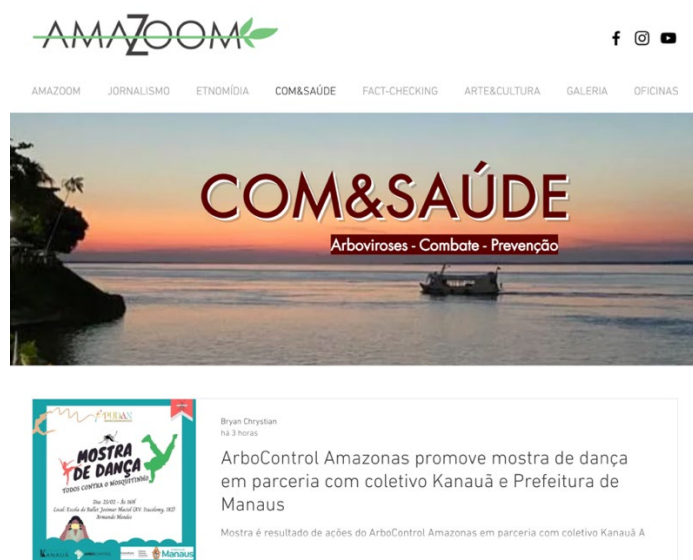 AMAZOOM
AMAZOOM JORNALISMO ETNOMÍDIA COM&SAÚDE FACT-CHECKING ARTE&CULTURA GALERIA OFICINAS
COM&SAÚDE
Arboviroses - Combate - Prevenção
MOSTRA
DE DANÇA
TODOS CONTRA O MOSQUITINHO
Armando Mendes
KANAUÃ
Manaus
Bryan Chrystian
há 3 horas
ArboControl Amazonas promove mostra de dança
em parceria com coletivo Kanauã e Prefeitura de
Manaus
Mostra é resultado de ações do ArboControl Amazonas em parceria com coletivo Kanauã A